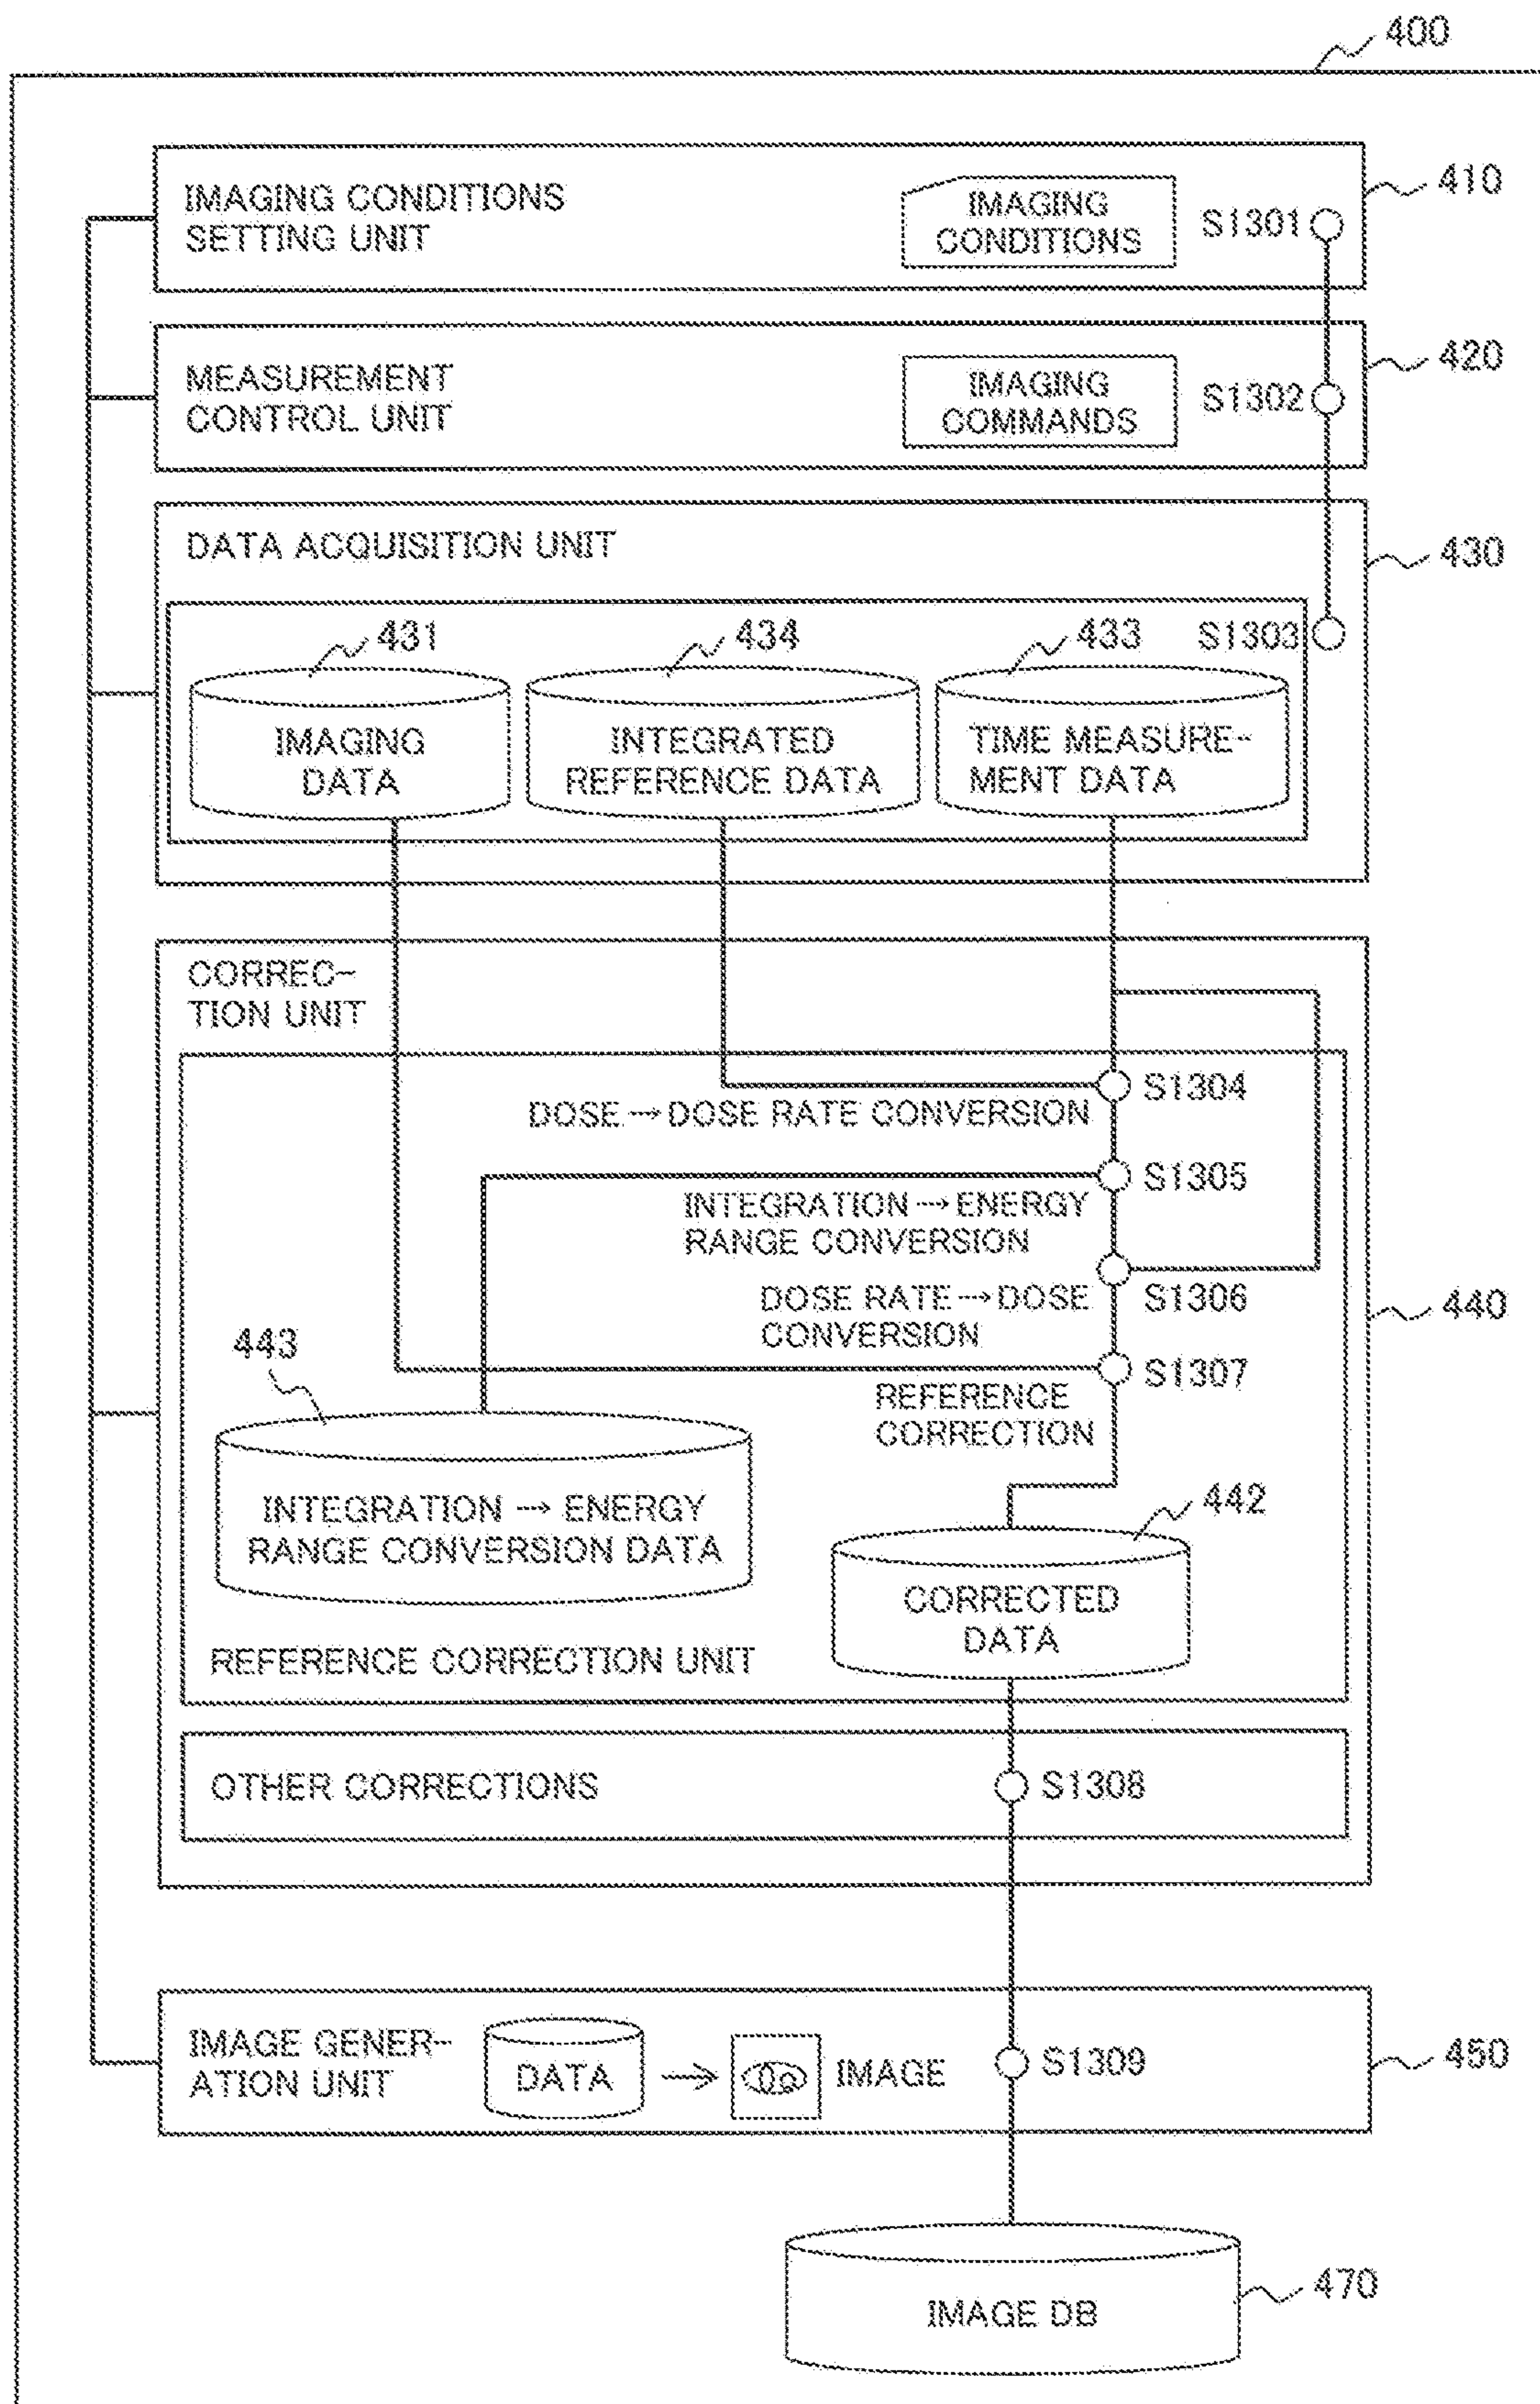 400
IMAGING CONDITIONS
SETTING UNIT
IMAGING
CONDITIONS
S1301
410
MEASUREMENT
CONTROL UNIT
IMAGING
COMMANDS
S1302
420
DATA ACQUISITION UNIT
430
431
434
433
S1303
IMAGING
DATA
INTEGRATED
REFERENCE DATA
TIME MEASURE-
MENT DATA
CORREC-
TION UNIT
S1304
DOSE→DOSE RATE CONVERSION
S1305
INTEGRATION→ENERGY
RANGE CONVERSION
DOSE RATE→DOSE
CONVERSION
S1306
440
443
S1307
REFERENCE
CORRECTION
INTEGRATION → ENERGY
RANGE CONVERSION DATA
442
CORRECTED
DATA
REFERENCE CORRECTION UNIT
OTHER CORRECTIONS
S1308
IMAGE GENER-
ATION UNIT
DATA
→
IMAGE
S1309
450
IMAGE DB
470